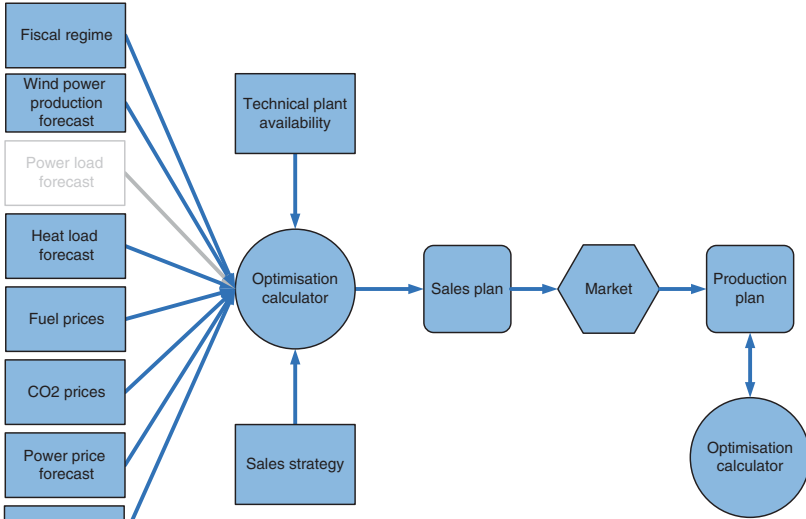 Fiscal regime
Wind power
production
forecast
Power load
forecast
Heat load
forecast
Fuel prices
CO2 prices
Power price
forecast
Technical plant
availability
Optimisation
calculator
Sales strategy
Sales plan
Market
Production
plan
Optimisation
calculator